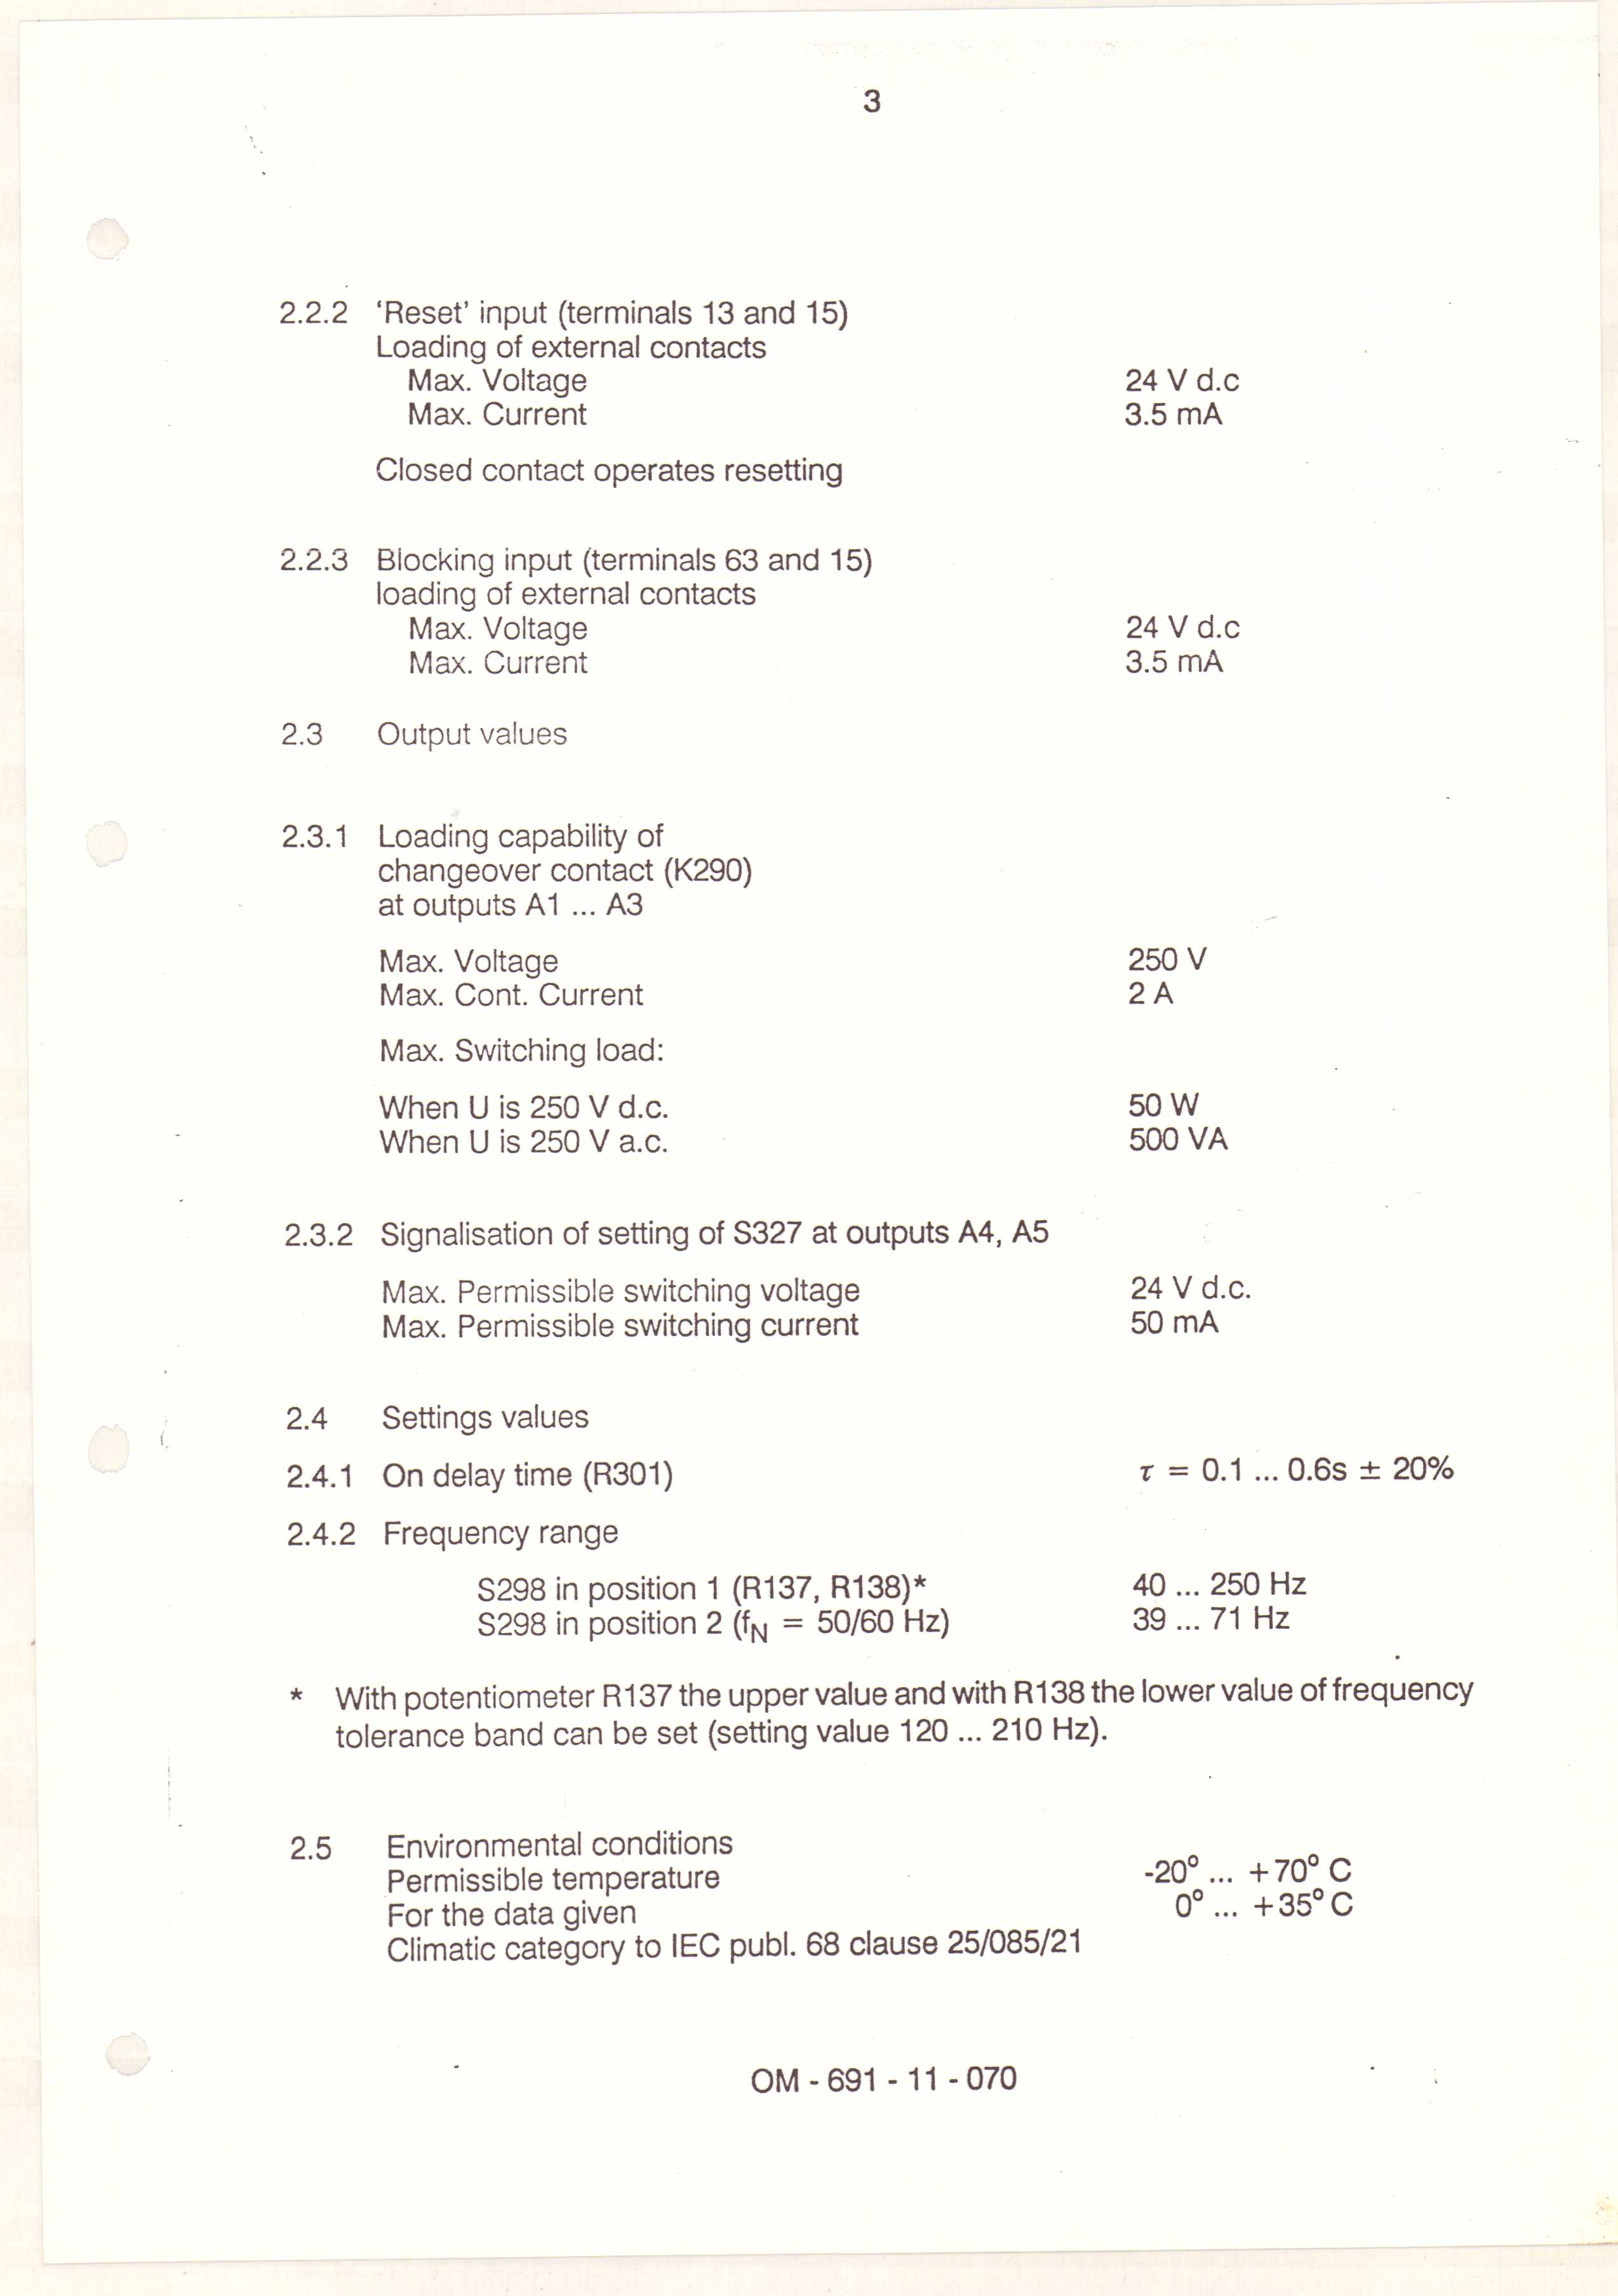 3
2.2.2 ‘Reset’ input (terminals 13 and 15)
Loading of external contacts
Max. Voltage 24 V d.c
Max. Current 3.5 mA
Closed contact operates resetting
2.2.3 Blocking input (terminals 63 and 15)
loading of external contacts
Max. Voltage 24 V d.c
Max. Current 3.5 mA
2.3 Output values
2.3.1 Loading capability of
changeover contact (K290)
at outputs A1 ... A3
Max. Voltage 250 V
Max. Cont. Current 2 A
Max. Switching load:
When U is 250 V d.c. 50 W
When U is 250 V a.c. 500 VA
2.3.2 Signalisation of setting of S327 at outputs A4, A5
Max. Permissible switching voltage 24 V d.c.
Max. Permissible switching current 50 mA
2.4 Settings values
2.4.1 On delay time (R301) τ = 0.1 ... 0.6s ± 20%
2.4.2 Frequency range
S298 in position 1 (R137, R138)* 40 ... 250 Hz
S298 in position 2 (fN = 50/60 Hz) 39 ... 71 Hz
* With potentiometer R137 the upper value and with R138 the lower value of frequency
tolerance band can be set (setting value 120 ... 210 Hz).
2.5 Environmental conditions
Permissible temperature -20° ... +70° C
For the data given 0° ... +35° C
Climatic category to IEC publ. 68 clause 25/085/21
OM - 691 - 11 - 070